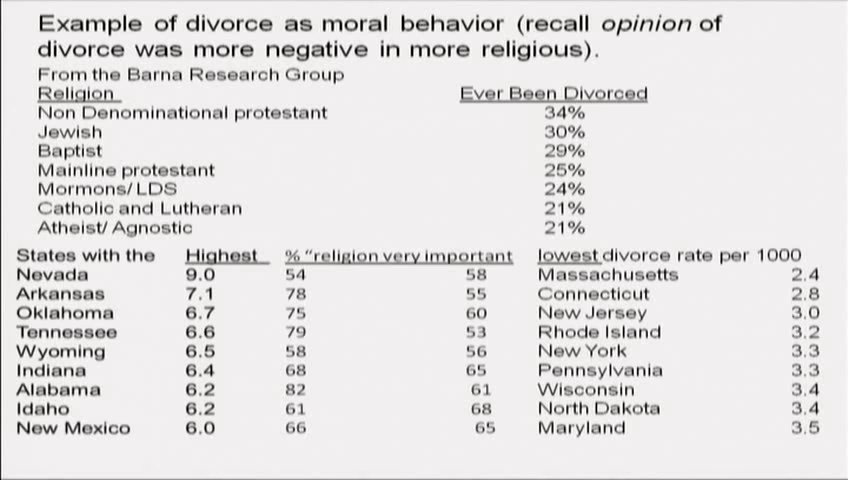 Example of divorce as moral behavior (recall opinion of
divorce was more negative in more religious).
From the Barna Research Group
Religion Ever Been Divorced
Non Denominational protestant 34%
Jewish 30%
Baptist 29%
Mainline protestant 25%
Mormons/LDS 24%
Catholic and Lutheran 21%
Atheist/Agnostic 21%
States with the Highest % "religion very important lowest divorce rate per 1000
Nevada 9.0 54 58 Massachusetts 2.4
Arkansas 7.1 78 55 Connecticut 2.8
Oklahoma 6.7 75 60 New Jersey 3.0
Tennessee 6.6 79 53 Rhode Island 3.2
Wyoming 6.5 58 56 New York 3.3
Indiana 6.4 68 65 Pennsylvania 3.3
Alabama 6.2 82 61 Wisconsin 3.4
Idaho 6.2 61 68 North Dakota 3.4
New Mexico 6.0 66 65 Maryland 3.5